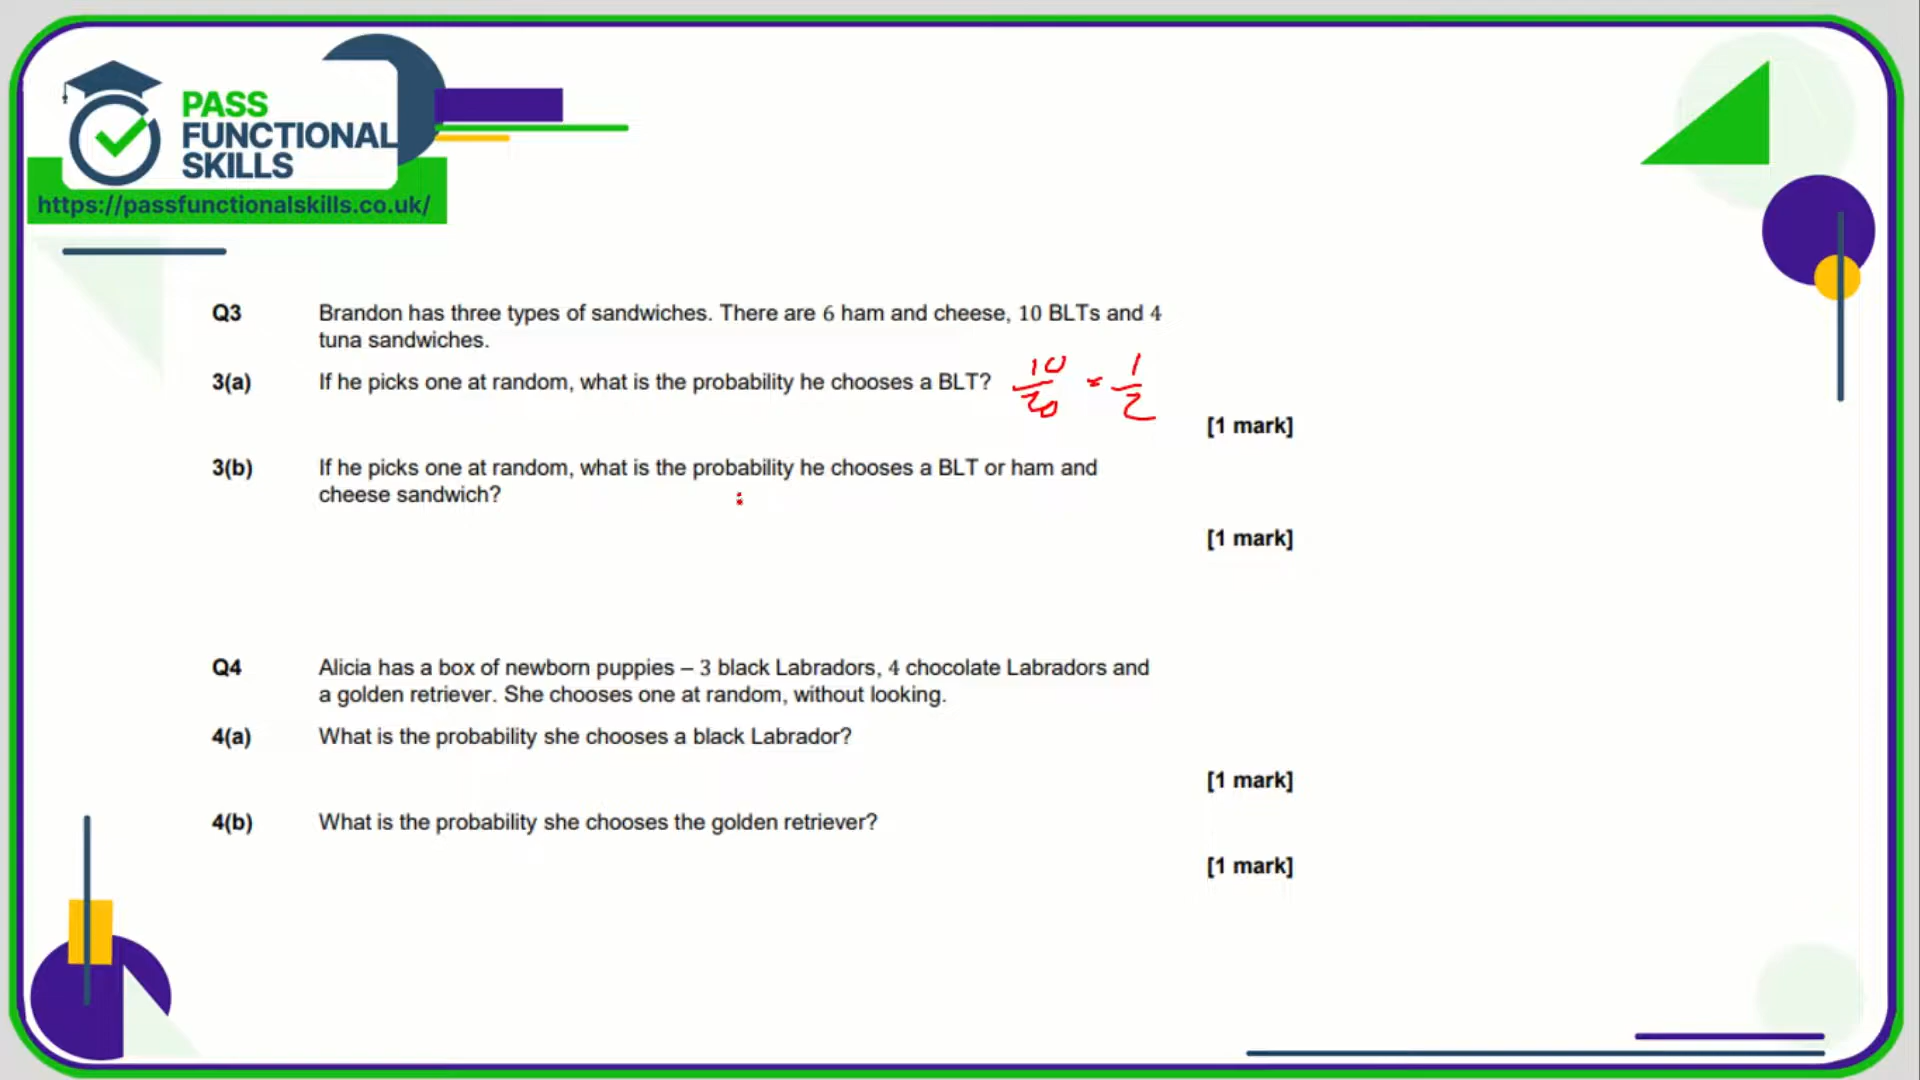 PASS
FUNCTIONAL
SKILLS
https://passfunctionalskills.co.uk/
Q3 Brandon has three types of sandwiches. There are 6 ham and cheese, 10 BLTs and 4
tuna sandwiches.
3(a) If he picks one at random, what is the probability he chooses a BLT? 10/20 = 1/2
[1 mark]
3(b) If he picks one at random, what is the probability he chooses a BLT or ham and
cheese sandwich?
[1 mark]
Q4 Alicia has a box of newborn puppies – 3 black Labradors, 4 chocolate Labradors and
a golden retriever. She chooses one at random, without looking.
4(a) What is the probability she chooses a black Labrador?
[1 mark]
4(b) What is the probability she chooses the golden retriever?
[1 mark]